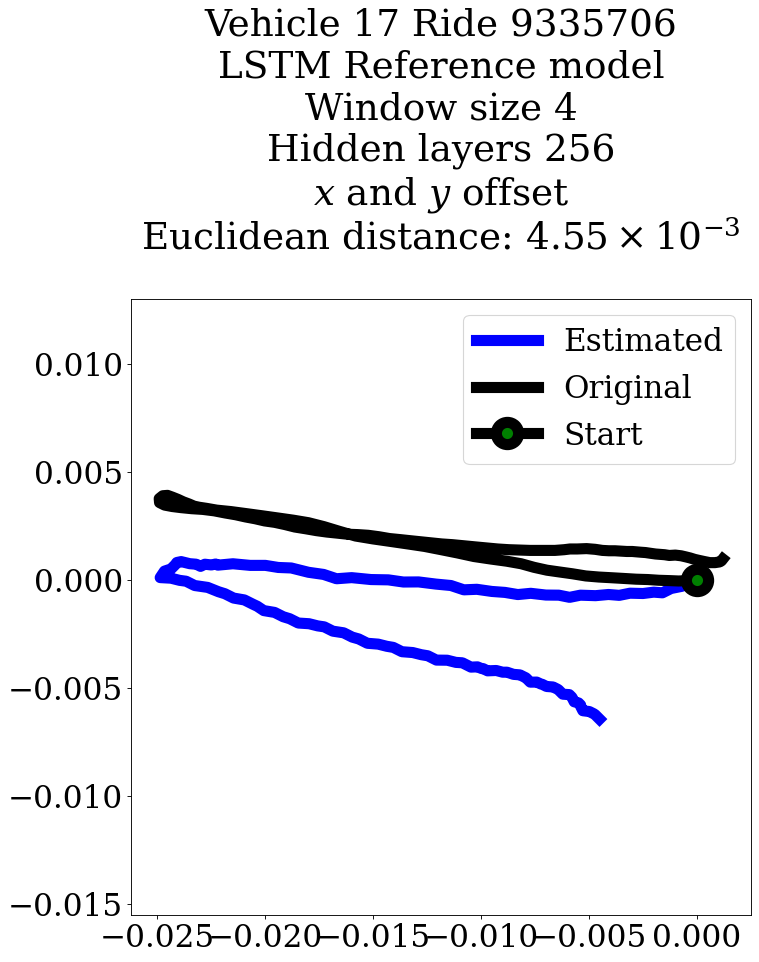 Vehicle 17 Ride 9335706
LSTM Reference model
Window size 4
Hidden layers 256
x and y offset
Euclidean distance: 4.55 × 10⁻³
Estimated
Original
Start
0.010
0.005
0.000
−0.005
−0.010
−0.015
−0.025 −0.020 −0.015 −0.010 −0.005 0.000